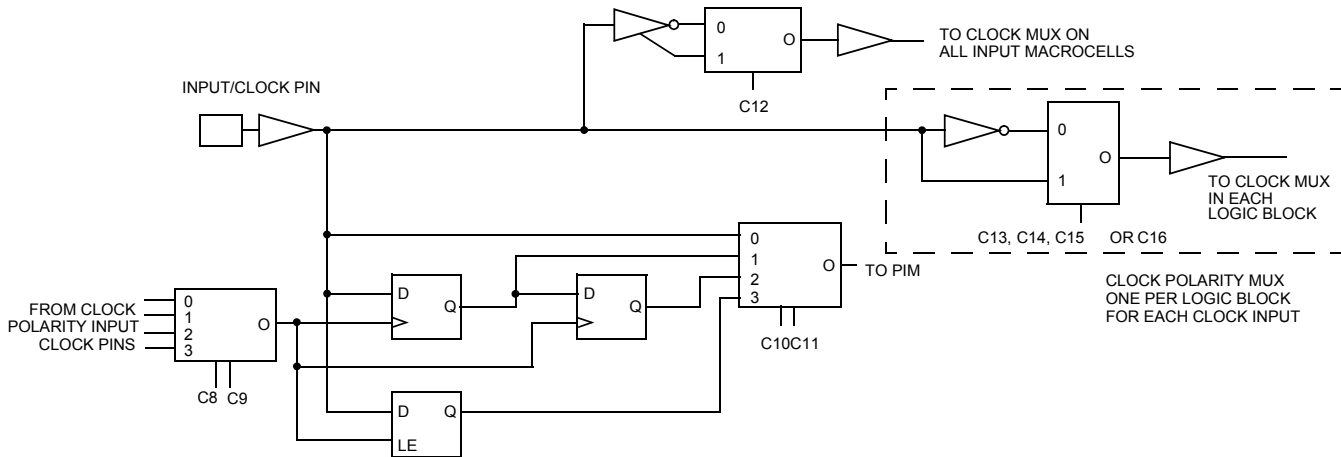 0
O
1
C12
TO CLOCK MUX ON
ALL INPUT MACROCELLS
INPUT/CLOCK PIN
0
O
1
TO CLOCK MUX
IN EACH
LOGIC BLOCK
C13, C14, C15 OR C16
CLOCK POLARITY MUX
ONE PER LOGIC BLOCK
FOR EACH CLOCK INPUT
0
1
2
3
O
TO PIM
C10C11
D
Q
D
Q
FROM CLOCK
POLARITY INPUT
CLOCK PINS
0
1
2
3
O
C8 C9
D
Q
LE